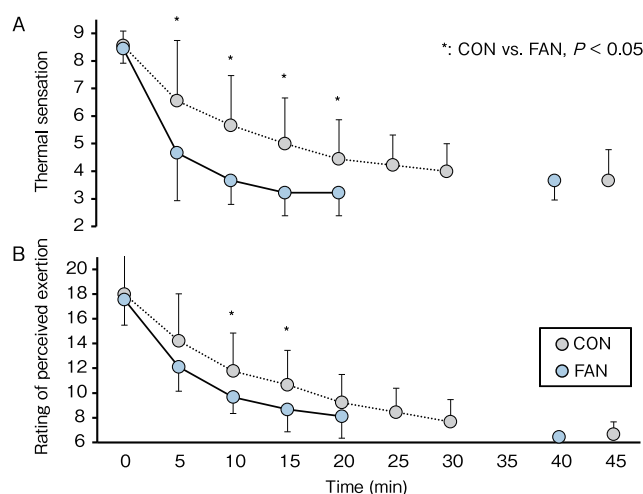 A
Thermal sensation
9
8
7
6
5
4
3
2
*
*
*
*
*: CON vs. FAN, P < 0.05
B
Rating of perceived exertion
20
18
16
14
12
10
8
6
*
*
CON
FAN
0 5 10 15 20 25 30 35 40 45
Time (min)